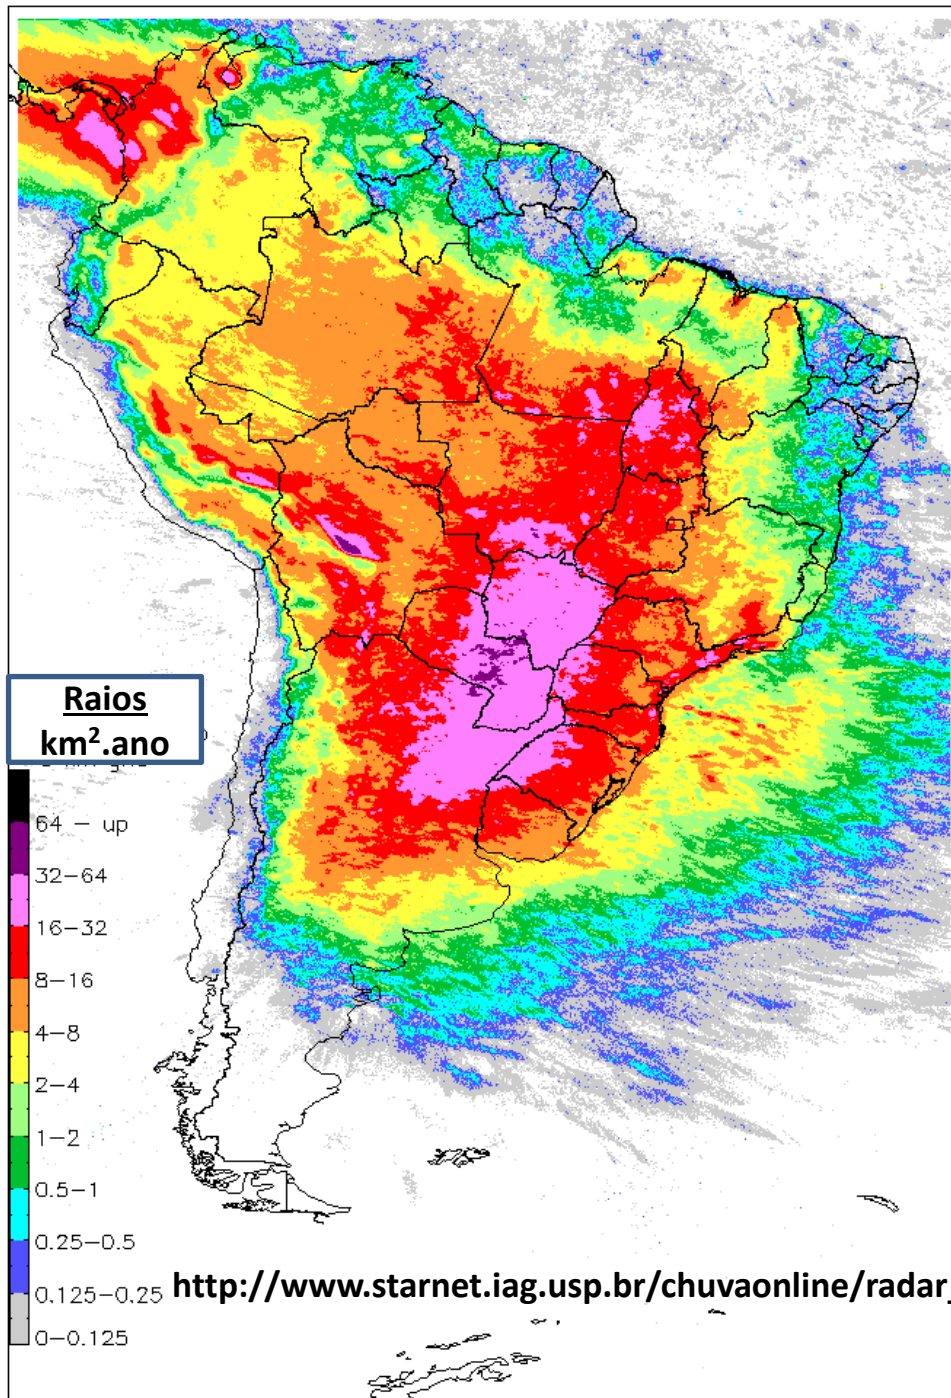 Raios
km².ano
64 – up
32–64
16–32
8–16
4–8
2–4
1–2
0.5–1
0.25–0.5
0.125–0.25
0–0.125
http://www.starnet.iag.usp.br/chuvaonline/radar_